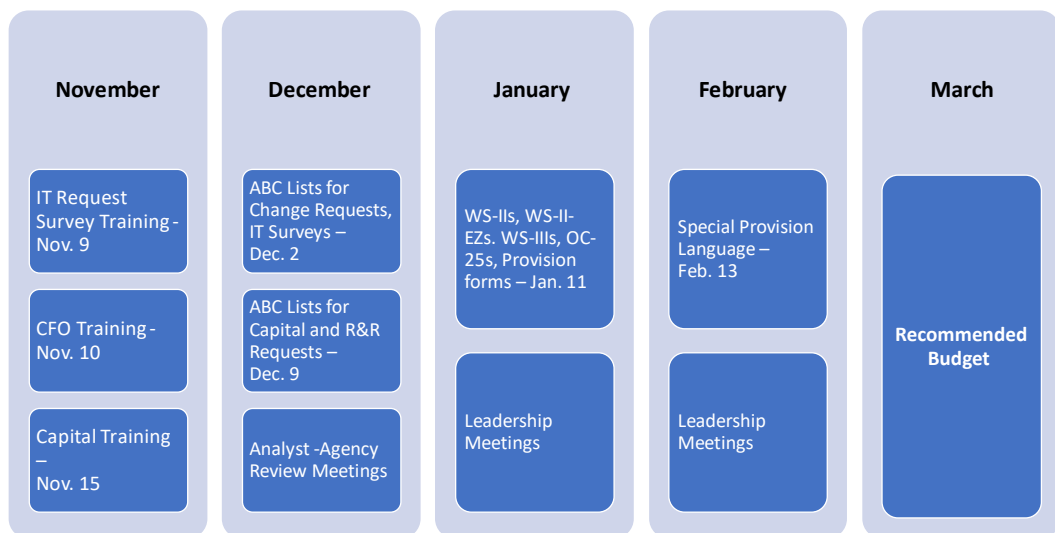 November
IT Request
Survey Training -
Nov. 9
CFO Training -
Nov. 10
Capital Training
–
Nov. 15
December
ABC Lists for
Change Requests,
IT Surveys –
Dec. 2
ABC Lists for
Capital and R&R
Requests –
Dec. 9
Analyst -Agency
Review Meetings
January
WS-IIs, WS-II-
EZs. WS-IIIs, OC-
25s, Provision
forms – Jan. 11
Leadership
Meetings
February
Special Provision
Language –
Feb. 13
Leadership
Meetings
March
Recommended
Budget